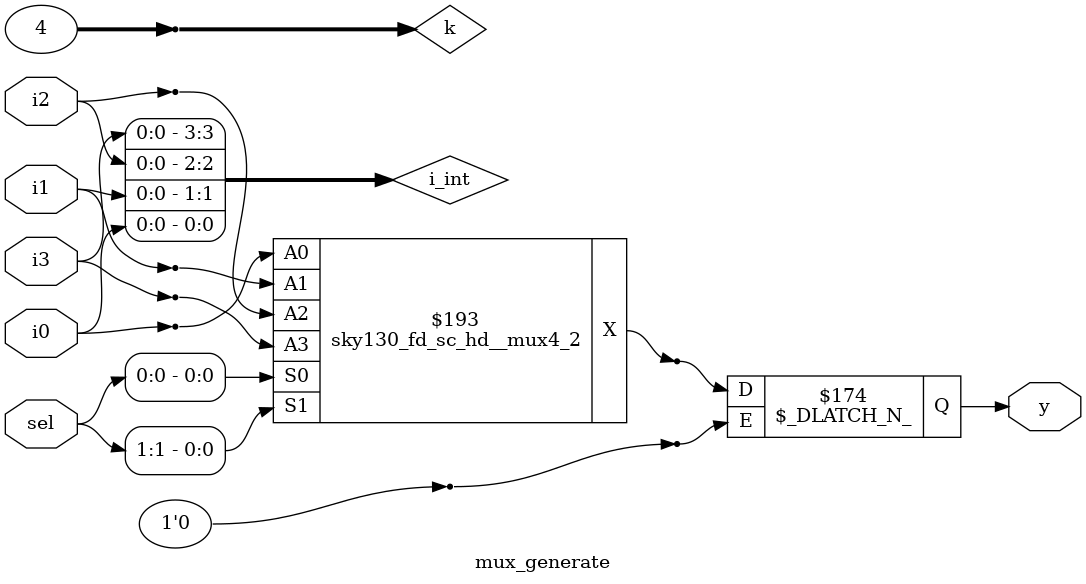 4
k
i2
i1
i3
i0
sel
0:0 - 3:3
0:0 - 2:2
0:0 - 1:1
0:0 - 0:0
i_int
A0
A1
A2
A3
S0
S1
$193
sky130_fd_sc_hd__mux4_2
X
0:0 - 0:0
1:1 - 0:0
1'0
D
E
$174
$_DLATCH_N_
Q
y
mux_generate